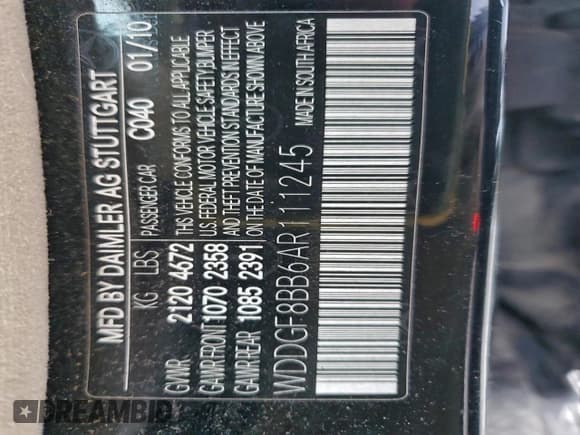 MFD BY DAIMLER AG STUTTGART
KG LBS PASSENGER CAR C040 01/10
GVWR 2120 4672 THIS VEHICLE CONFORMS TO ALL APPLICABLE
GAWR FRONT 1070 2358 U.S. FEDERAL MOTOR VEHICLE SAFETY, BUMPER
GAWR REAR 1085 2391 AND THEFT PREVENTION STANDARDS IN EFFECT
ON THE DATE OF MANUFACTURE SHOWN ABOVE
WDDGF8BB6AR111245 MADE IN SOUTH AFRICA
DREAMBID